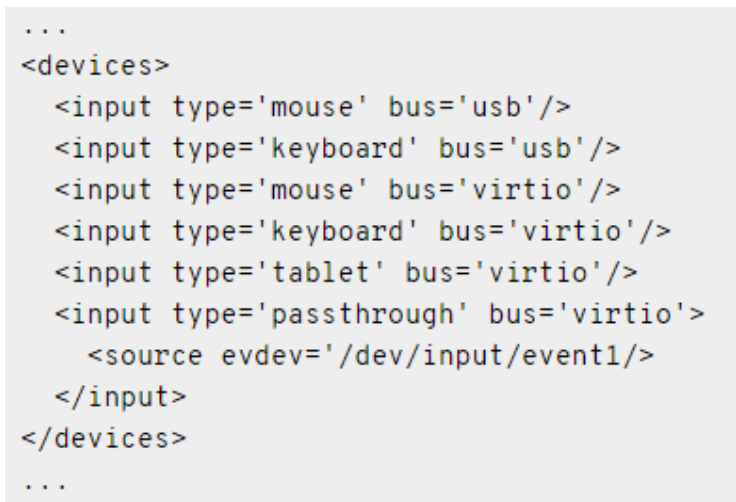 ...
<devices>
  <input type='mouse' bus='usb'/>
  <input type='keyboard' bus='usb'/>
  <input type='mouse' bus='virtio'/>
  <input type='keyboard' bus='virtio'/>
  <input type='tablet' bus='virtio'/>
  <input type='passthrough' bus='virtio'>
    <source evdev='/dev/input/event1/>
  </input>
</devices>
...